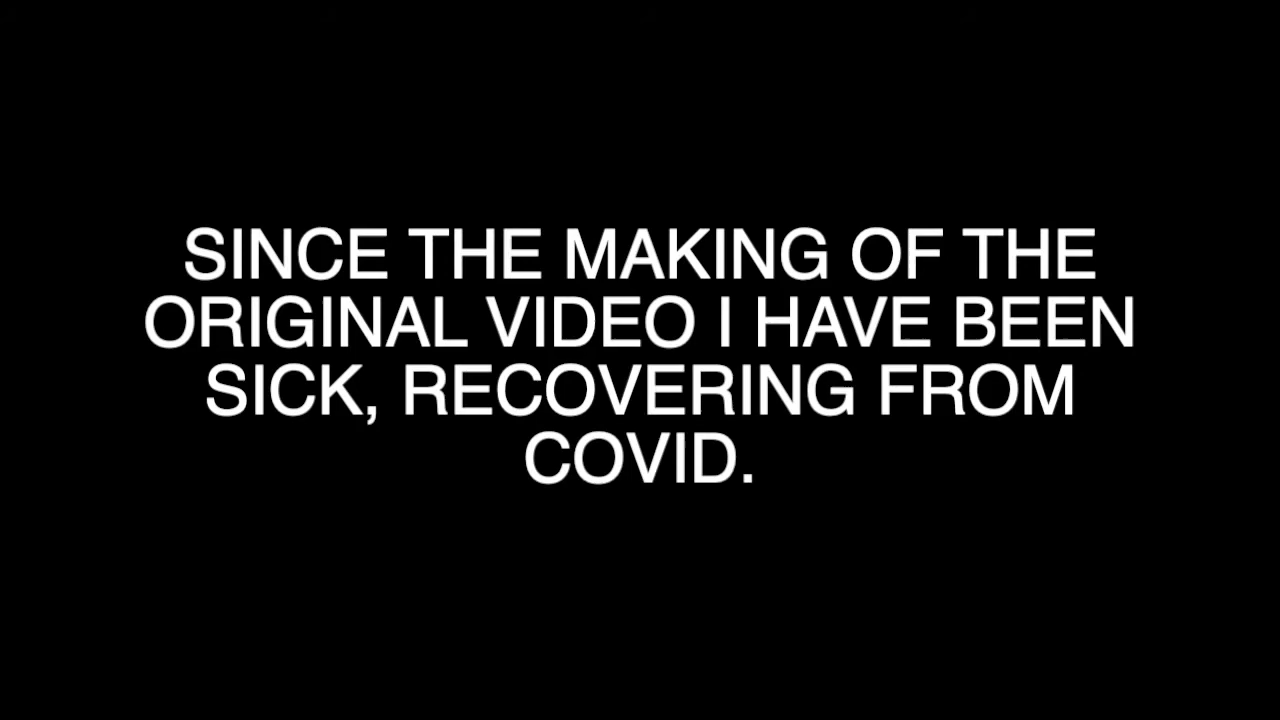 SINCE THE MAKING OF THE
ORIGINAL VIDEO I HAVE BEEN
SICK, RECOVERING FROM
COVID.